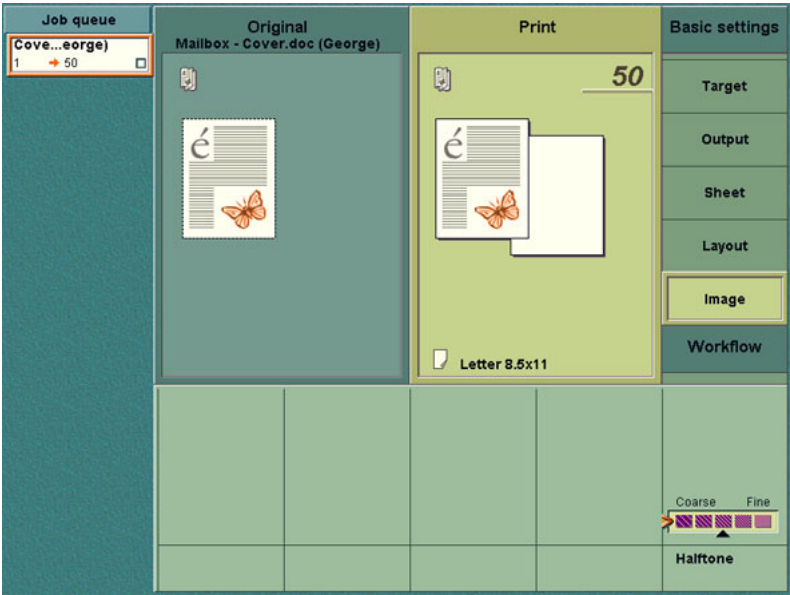 Job queue
Cove...eorge)
1 50
Original
Mailbox - Cover.doc (George)
é
Print
50
é
Letter 8.5x11
Basic settings
Target
Output
Sheet
Layout
Image
Workflow
Coarse Fine
Halftone